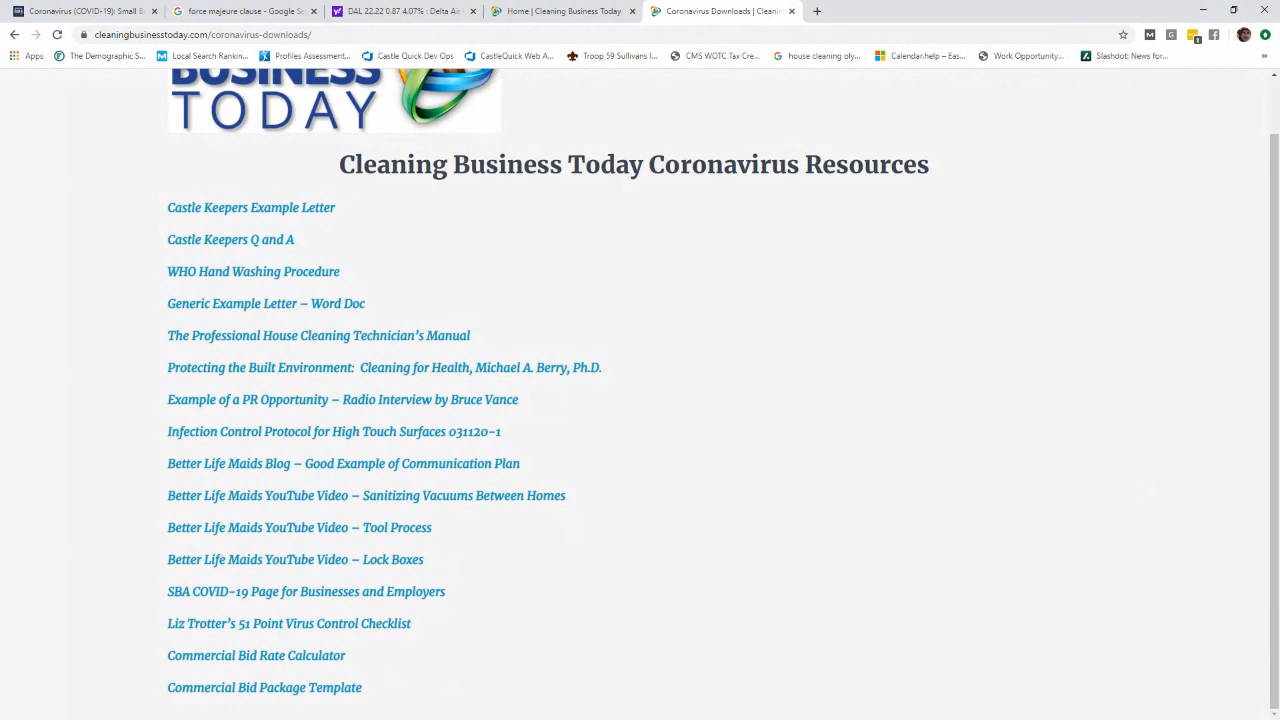 Coronavirus (COVID-19): Small B
force majeure clause - Google Se
DAL 22.22 0.87 4.07% : Delta Air
Home | Cleaning Business Today
Coronavirus Downloads | Cleanin
cleaningbusinesstoday.com/coronavirus-downloads/
Apps
The Demographic S...
Local Search Rankin...
Profiles Assessment...
Castle Quick Dev Ops
CastleQuick Web A...
Troop 59 Sullivans I...
CMS WOTC Tax Cre...
house cleaning oly...
Calendar.help – Eas...
Work Opportunity...
Slashdot: News for...
BUSINESS
TODAY
Cleaning Business Today Coronavirus Resources
Castle Keepers Example Letter
Castle Keepers Q and A
WHO Hand Washing Procedure
Generic Example Letter – Word Doc
The Professional House Cleaning Technician's Manual
Protecting the Built Environment:  Cleaning for Health, Michael A. Berry, Ph.D.
Example of a PR Opportunity – Radio Interview by Bruce Vance
Infection Control Protocol for High Touch Surfaces 031120-1
Better Life Maids Blog – Good Example of Communication Plan
Better Life Maids YouTube Video – Sanitizing Vacuums Between Homes
Better Life Maids YouTube Video – Tool Process
Better Life Maids YouTube Video – Lock Boxes
SBA COVID-19 Page for Businesses and Employers
Liz Trotter's 51 Point Virus Control Checklist
Commercial Bid Rate Calculator
Commercial Bid Package Template